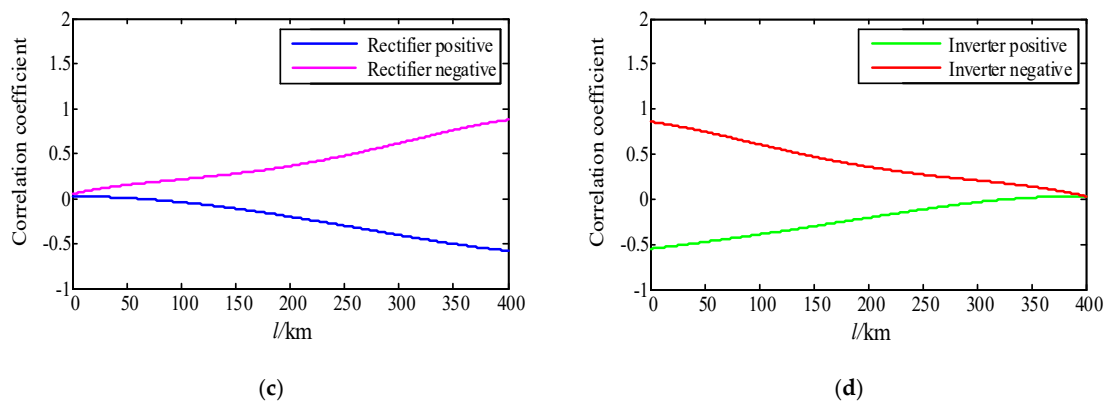 2
1.5
1
0.5
0
-0.5
-1
Correlation coefficient
Rectifier positive
Rectifier negative
0 50 100 150 200 250 300 350 400
l/km
(c)
2
1.5
1
0.5
0
-0.5
-1
Correlation coefficient
Inverter positive
Inverter negative
0 50 100 150 200 250 300 350 400
l/km
(d)